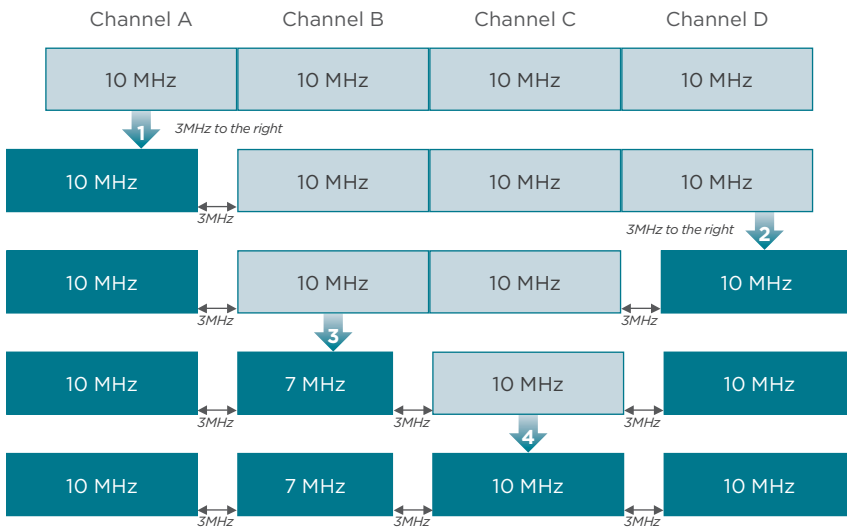 Channel A Channel B Channel C Channel D
10 MHz 10 MHz 10 MHz 10 MHz
1 3MHz to the right
10 MHz 10 MHz 10 MHz 10 MHz
3MHz
3MHz to the right 2
10 MHz 10 MHz 10 MHz 10 MHz
3MHz 3MHz
3
10 MHz 7 MHz 10 MHz 10 MHz
3MHz 3MHz 3MHz
4
10 MHz 7 MHz 10 MHz 10 MHz
3MHz 3MHz 3MHz